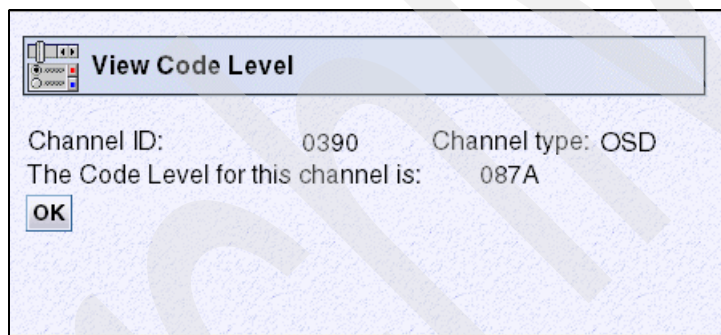 View Code Level
Channel ID: 0390 Channel type: OSD
The Code Level for this channel is: 087A
OK